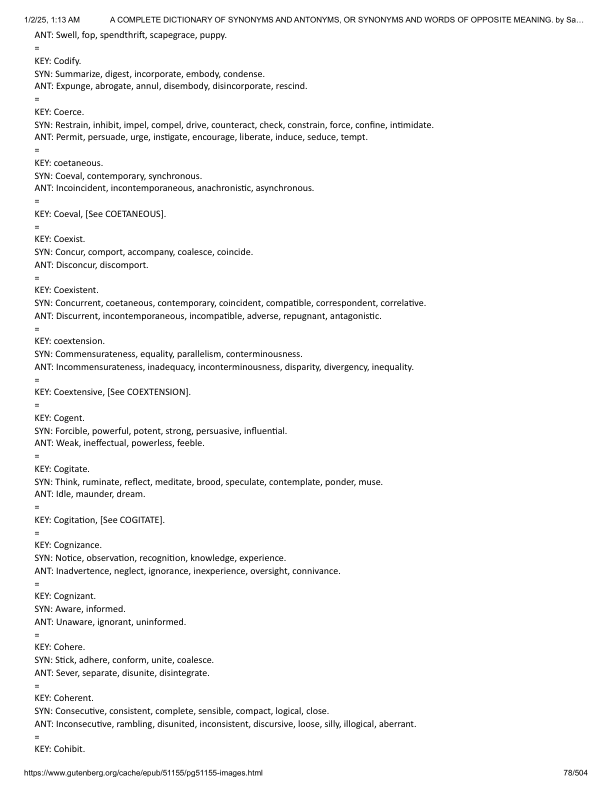 1/2/25, 1:13 AM A COMPLETE DICTIONARY OF SYNONYMS AND ANTONYMS, OR SYNONYMS AND WORDS OF OPPOSITE MEANING. by Sa…
ANT: Swell, fop, spendthrift, scapegrace, puppy.
=
KEY: Codify.
SYN: Summarize, digest, incorporate, embody, condense.
ANT: Expunge, abrogate, annul, disembody, disincorporate, rescind.
=
KEY: Coerce.
SYN: Restrain, inhibit, impel, compel, drive, counteract, check, constrain, force, confine, intimidate.
ANT: Permit, persuade, urge, instigate, encourage, liberate, induce, seduce, tempt.
=
KEY: coetaneous.
SYN: Coeval, contemporary, synchronous.
ANT: Incoincident, incontemporaneous, anachronistic, asynchronous.
=
KEY: Coeval, [See COETANEOUS].
=
KEY: Coexist.
SYN: Concur, comport, accompany, coalesce, coincide.
ANT: Disconcur, discomport.
=
KEY: Coexistent.
SYN: Concurrent, coetaneous, contemporary, coincident, compatible, correspondent, correlative.
ANT: Discurrent, incontemporaneous, incompatible, adverse, repugnant, antagonistic.
=
KEY: coextension.
SYN: Commensurateness, equality, parallelism, conterminousness.
ANT: Incommensurateness, inadequacy, inconterminousness, disparity, divergency, inequality.
=
KEY: Coextensive, [See COEXTENSION].
=
KEY: Cogent.
SYN: Forcible, powerful, potent, strong, persuasive, influential.
ANT: Weak, ineffectual, powerless, feeble.
=
KEY: Cogitate.
SYN: Think, ruminate, reflect, meditate, brood, speculate, contemplate, ponder, muse.
ANT: Idle, maunder, dream.
=
KEY: Cogitation, [See COGITATE].
=
KEY: Cognizance.
SYN: Notice, observation, recognition, knowledge, experience.
ANT: Inadvertence, neglect, ignorance, inexperience, oversight, connivance.
=
KEY: Cognizant.
SYN: Aware, informed.
ANT: Unaware, ignorant, uninformed.
=
KEY: Cohere.
SYN: Stick, adhere, conform, unite, coalesce.
ANT: Sever, separate, disunite, disintegrate.
=
KEY: Coherent.
SYN: Consecutive, consistent, complete, sensible, compact, logical, close.
ANT: Inconsecutive, rambling, disunited, inconsistent, discursive, loose, silly, illogical, aberrant.
=
KEY: Cohibit.
https://www.gutenberg.org/cache/epub/51155/pg51155-images.html 78/504